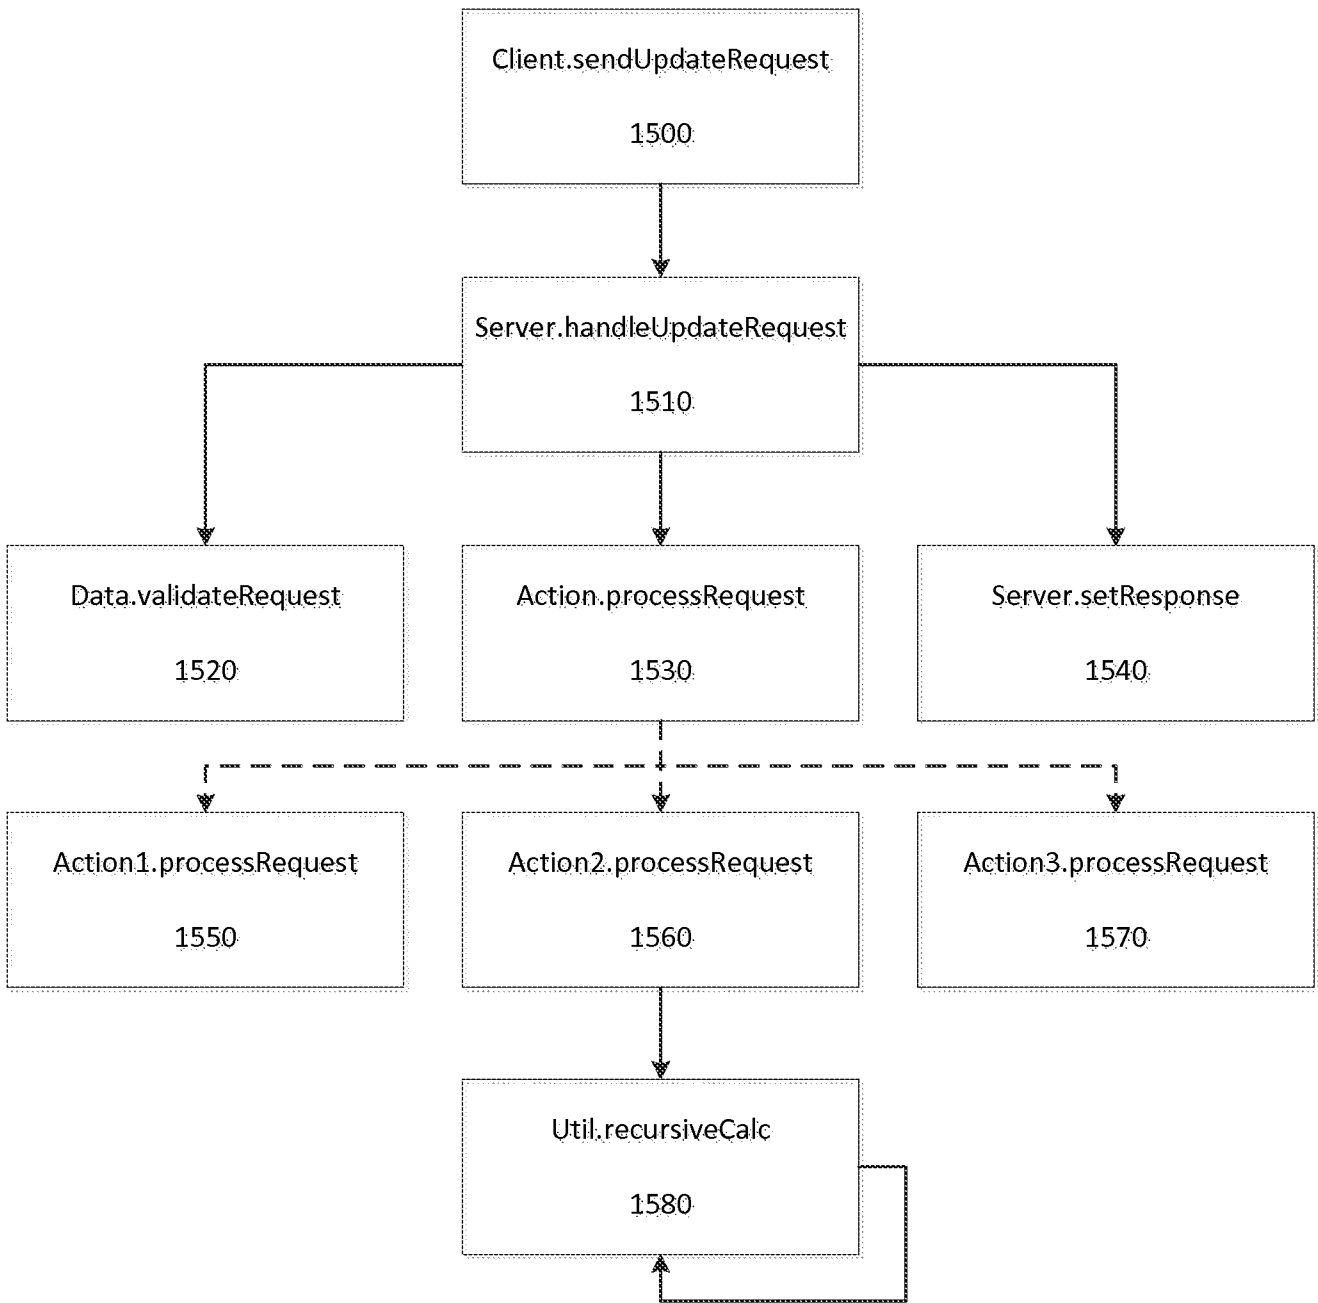 Client.sendUpdateRequest
1500
Server.handleUpdateRequest
1510
Data.validateRequest
1520
Action.processRequest
1530
Server.setResponse
1540
Action1.processRequest
1550
Action2.processRequest
1560
Action3.processRequest
1570
Util.recursiveCalc
1580